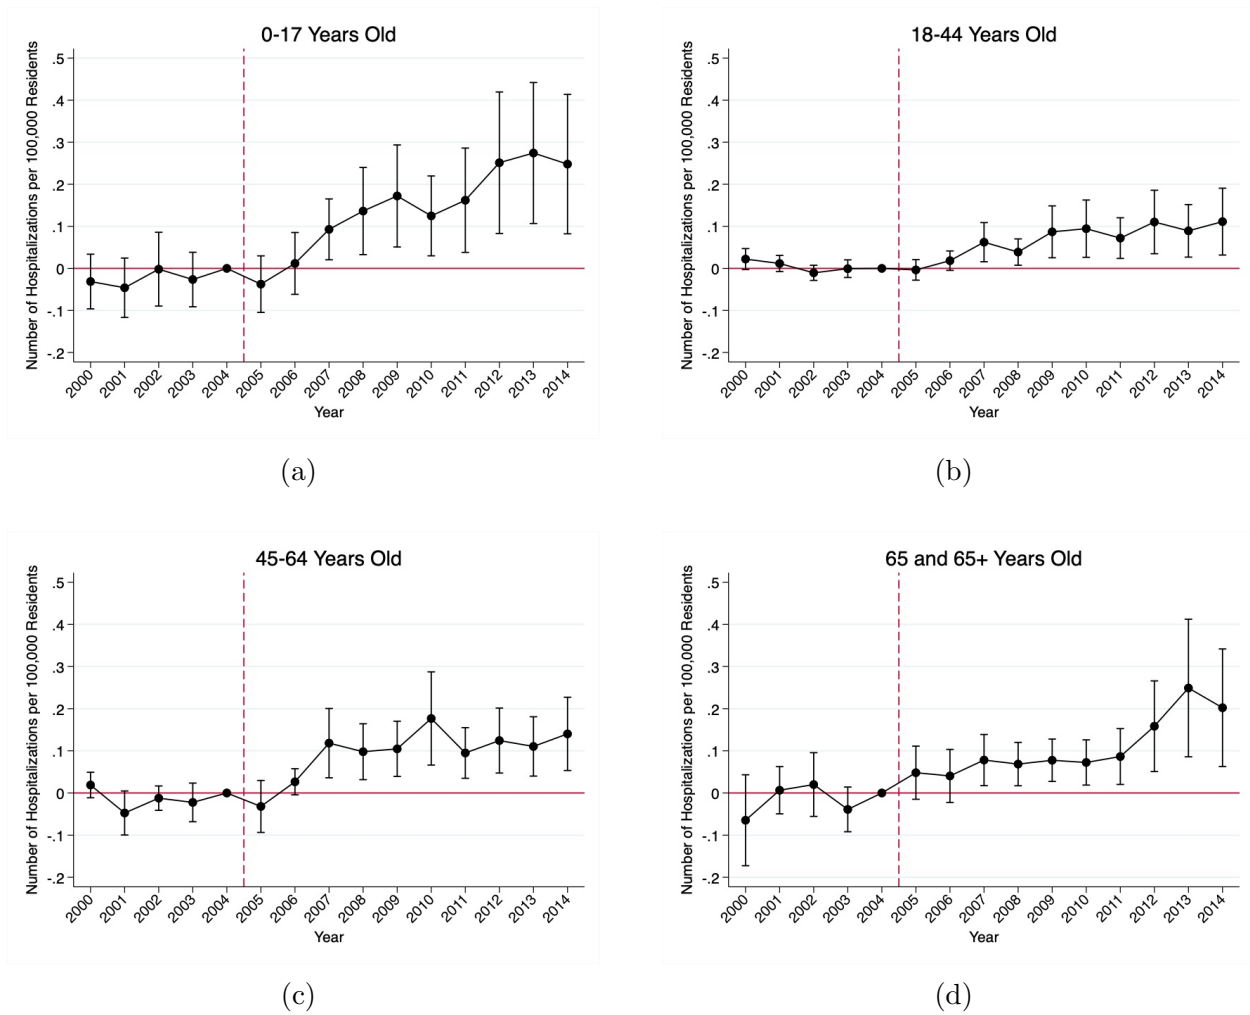 0-17 Years Old
Number of Hospitalizations per 100,000 Residents
.5
.4
.3
.2
.1
0
-.1
-.2
2000 2001 2002 2003 2004 2005 2006 2007 2008 2009 2010 2011 2012 2013 2014
Year
(a)
18-44 Years Old
Number of Hospitalizations per 100,000 Residents
.5
.4
.3
.2
.1
0
-.1
-.2
2000 2001 2002 2003 2004 2005 2006 2007 2008 2009 2010 2011 2012 2013 2014
Year
(b)
45-64 Years Old
Number of Hospitalizations per 100,000 Residents
.5
.4
.3
.2
.1
0
-.1
-.2
2000 2001 2002 2003 2004 2005 2006 2007 2008 2009 2010 2011 2012 2013 2014
Year
(c)
65 and 65+ Years Old
Number of Hospitalizations per 100,000 Residents
.5
.4
.3
.2
.1
0
-.1
-.2
2000 2001 2002 2003 2004 2005 2006 2007 2008 2009 2010 2011 2012 2013 2014
Year
(d)